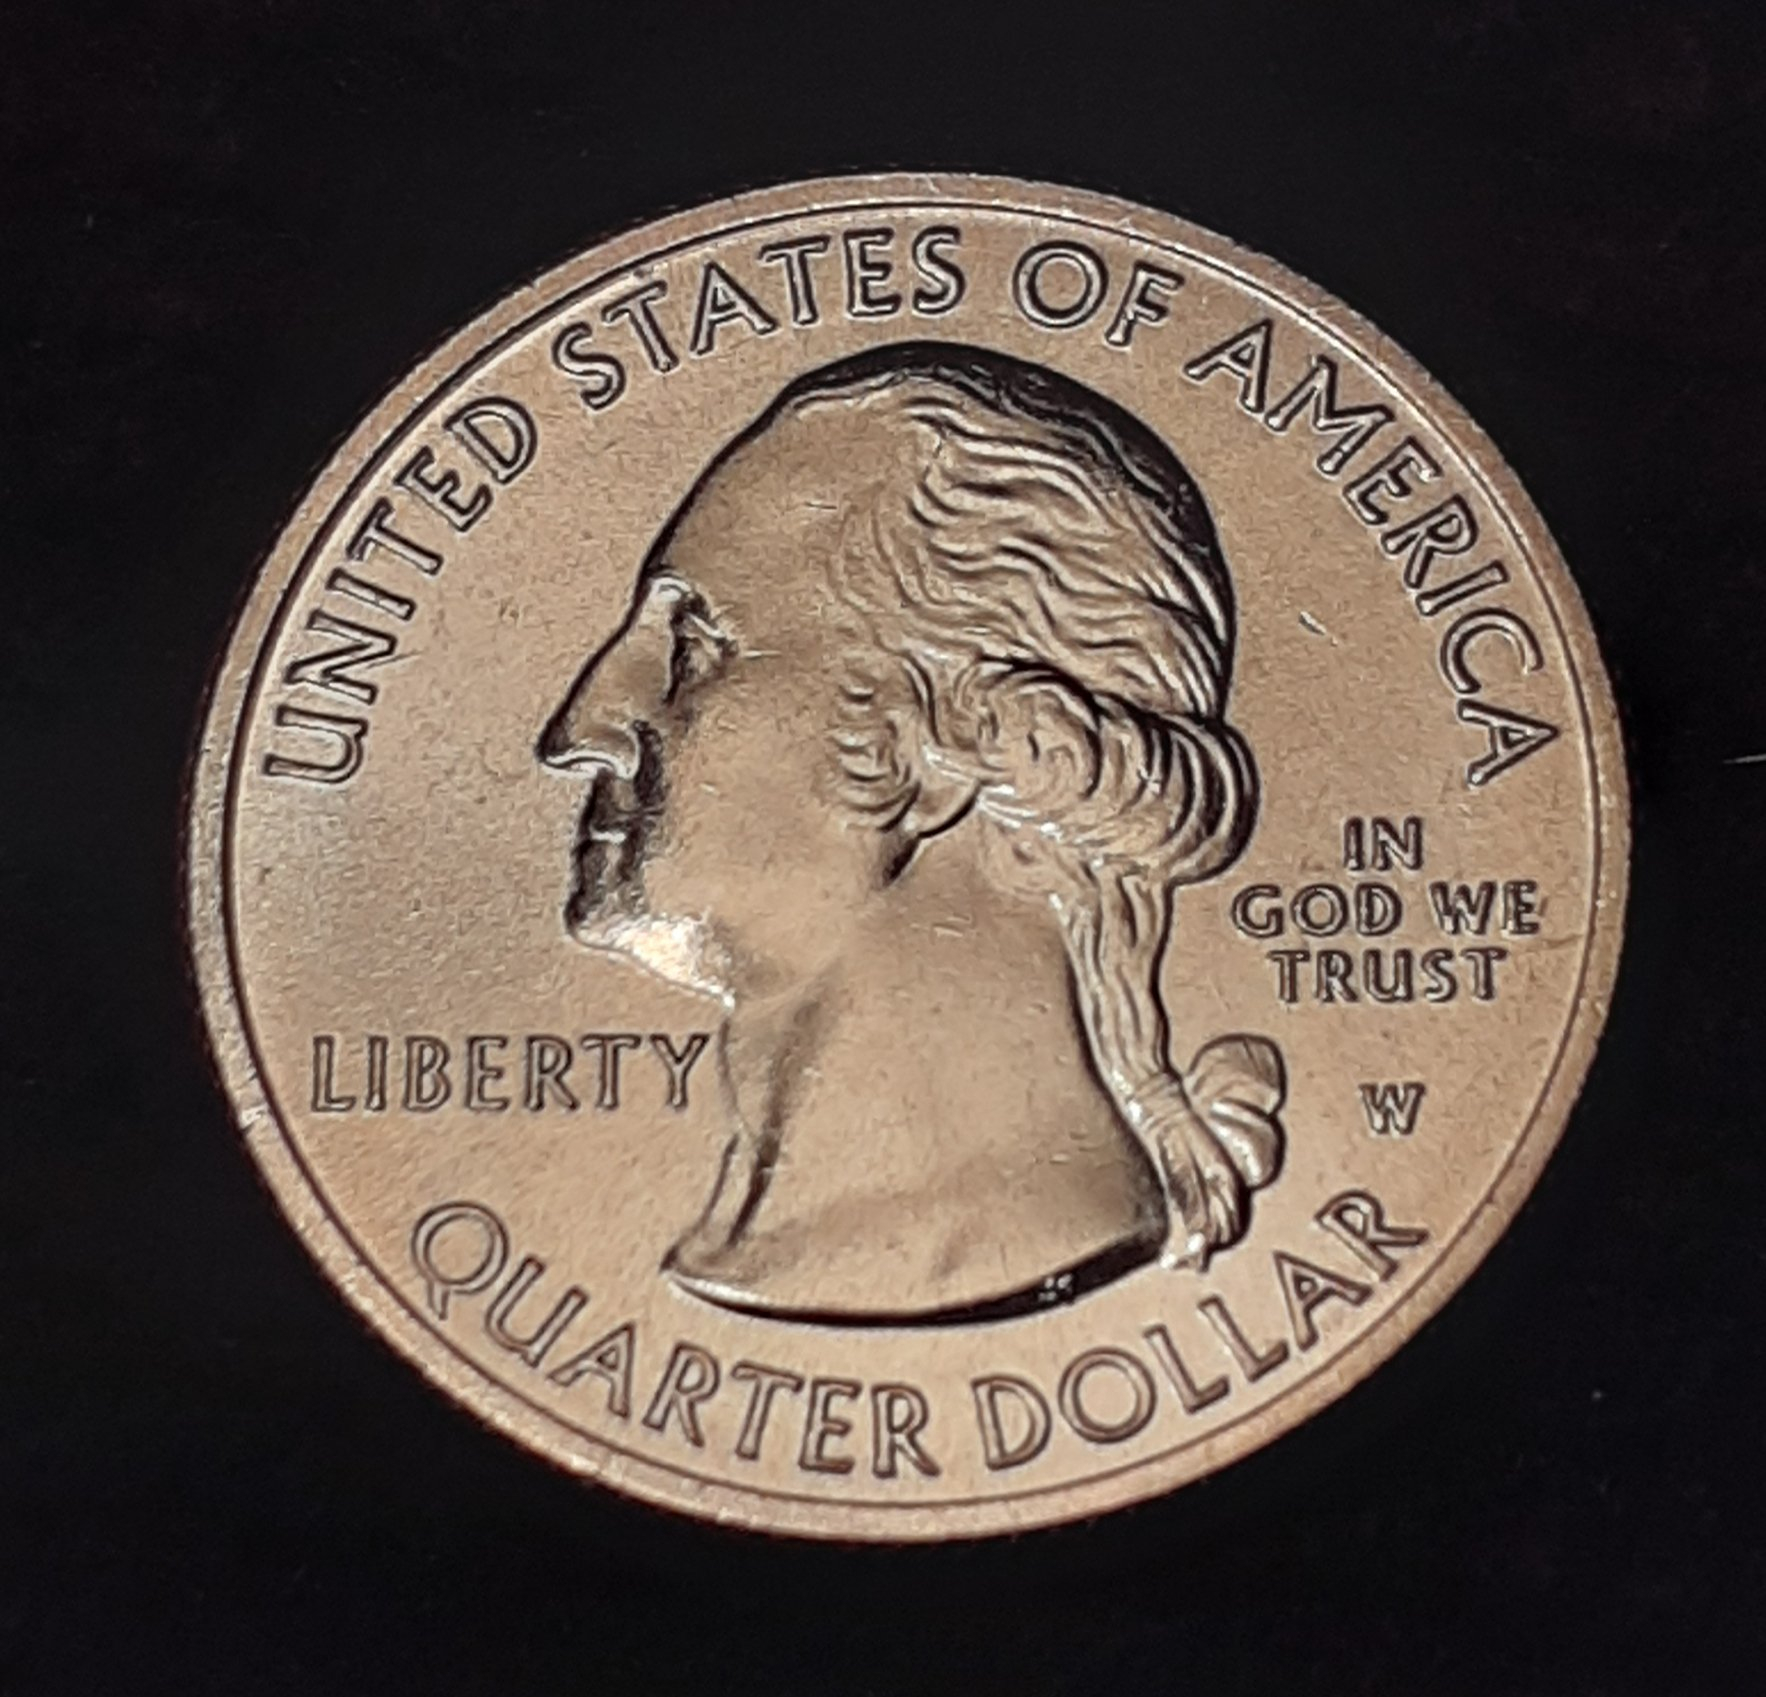 UNITED STATES OF AMERICA
LIBERTY
IN
GOD WE
TRUST
W
QUARTER DOLLAR